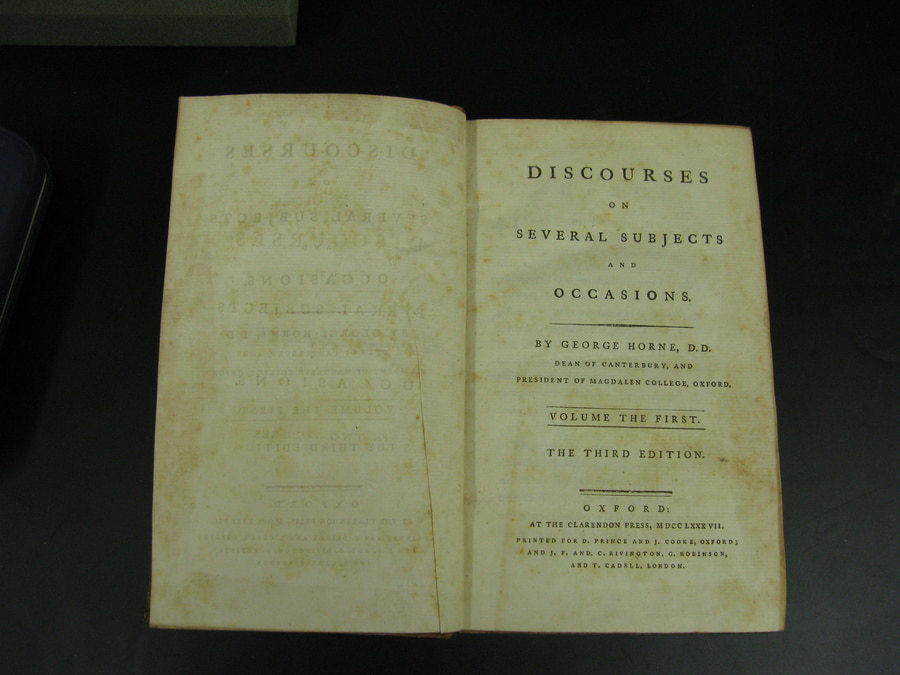 DISCOURSES
ON
SEVERAL SUBJECTS
AND
OCCASIONS.
BY GEORGE HORNE, D.D.
DEAN OF CANTERBURY, AND
PRESIDENT OF MAGDALEN COLLEGE, OXFORD.
VOLUME THE FIRST.
THE THIRD EDITION.
OXFORD:
AT THE CLARENDON PRESS, MDCCLXXXVII.
PRINTED FOR D. PRINCE AND J. COOKE, OXFORD;
AND J. F. AND. C. RIVINGTON, G. ROBINSON,
AND T. CADELL, LONDON.